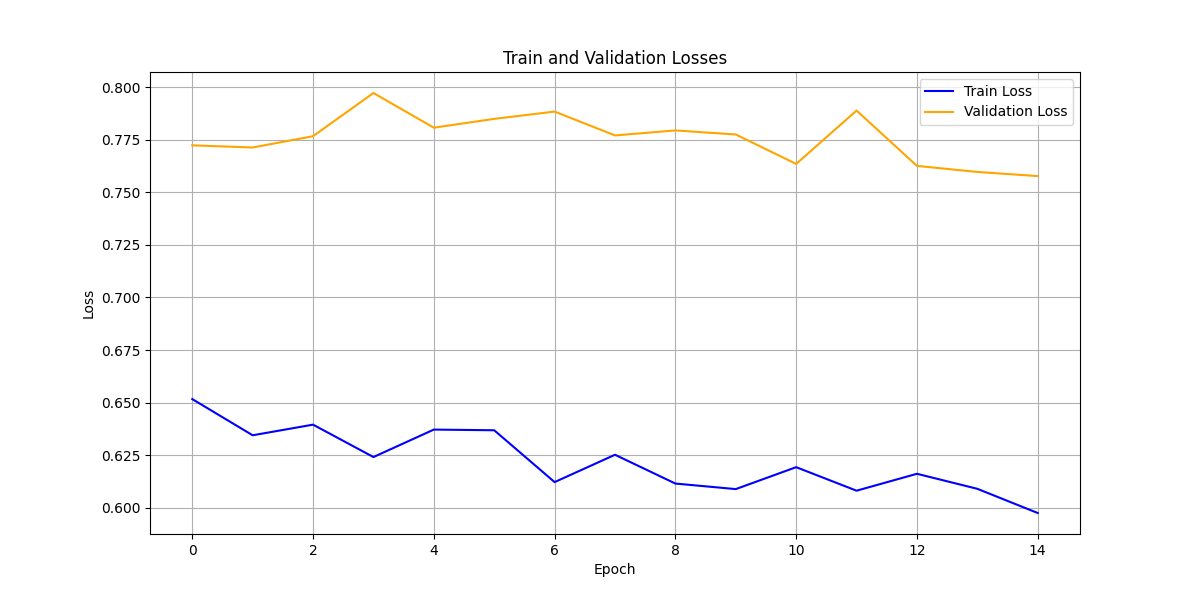 Train and Validation Losses
Train Loss
Validation Loss
0.800
0.775
0.750
0.725
0.700
0.675
0.650
0.625
0.600
Loss
0 2 4 6 8 10 12 14
Epoch